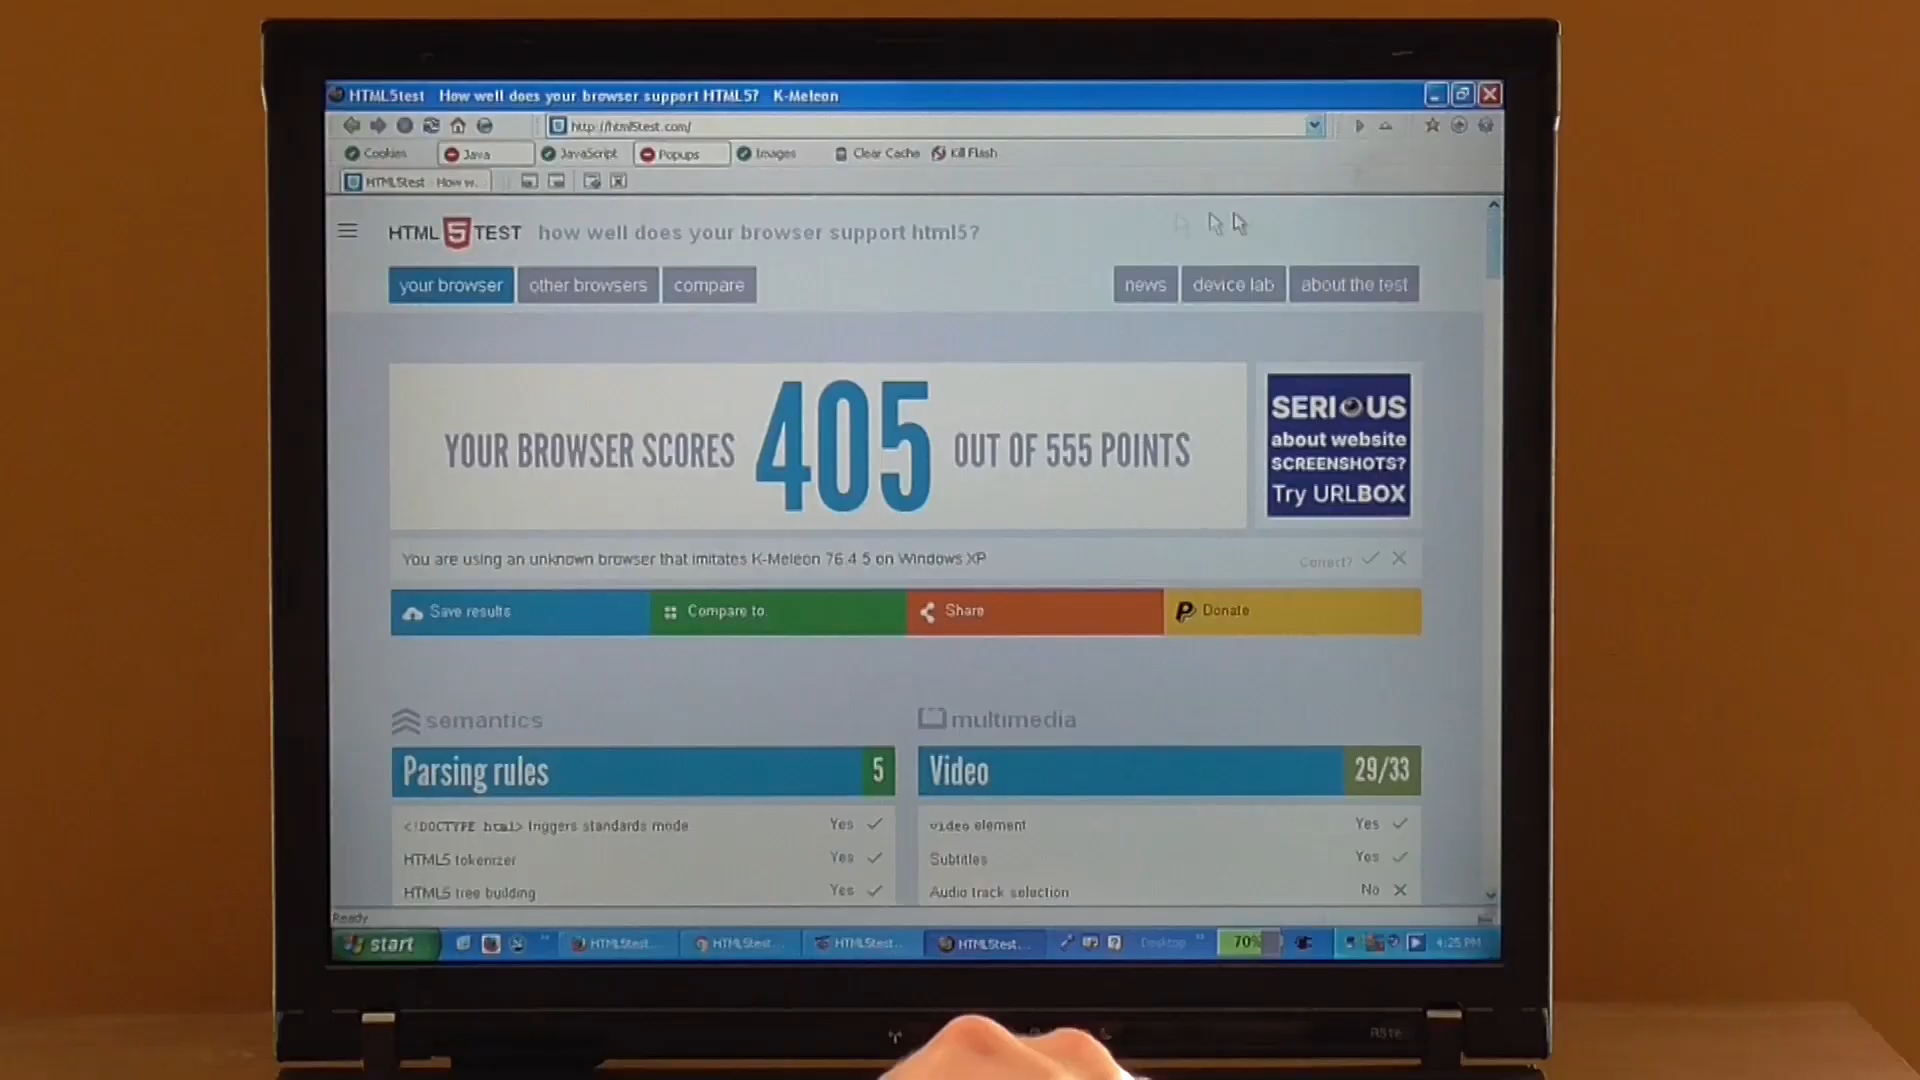 HTML5test How well does your browser support HTML5? K-Meleon
http://html5test.com/
Cookies Java JavaScript Popups Images Clear Cache Kill Flash
HTML5test How w...
HTML 5 TEST how well does your browser support html5?
your browser other browsers compare news device lab about the test
YOUR BROWSER SCORES 405 OUT OF 555 POINTS
SERIOUS
about website
SCREENSHOTS?
Try URLBOX
You are using an unknown browser that imitates K-Meleon 76.4.5 on Windows XP Correct?
Save results Compare to. Share Donate
semantics
Parsing rules 5
<!DOCTYPE html> triggers standards mode Yes
HTML5 tokenizer Yes
HTML5 tree building Yes
multimedia
Video 29/33
video element Yes
Subtitles Yes
Audio track selection No
Ready
start HTML5test... HTML5test... HTML5test... HTML5test... Desktop 70% 4:25 PM
R51e